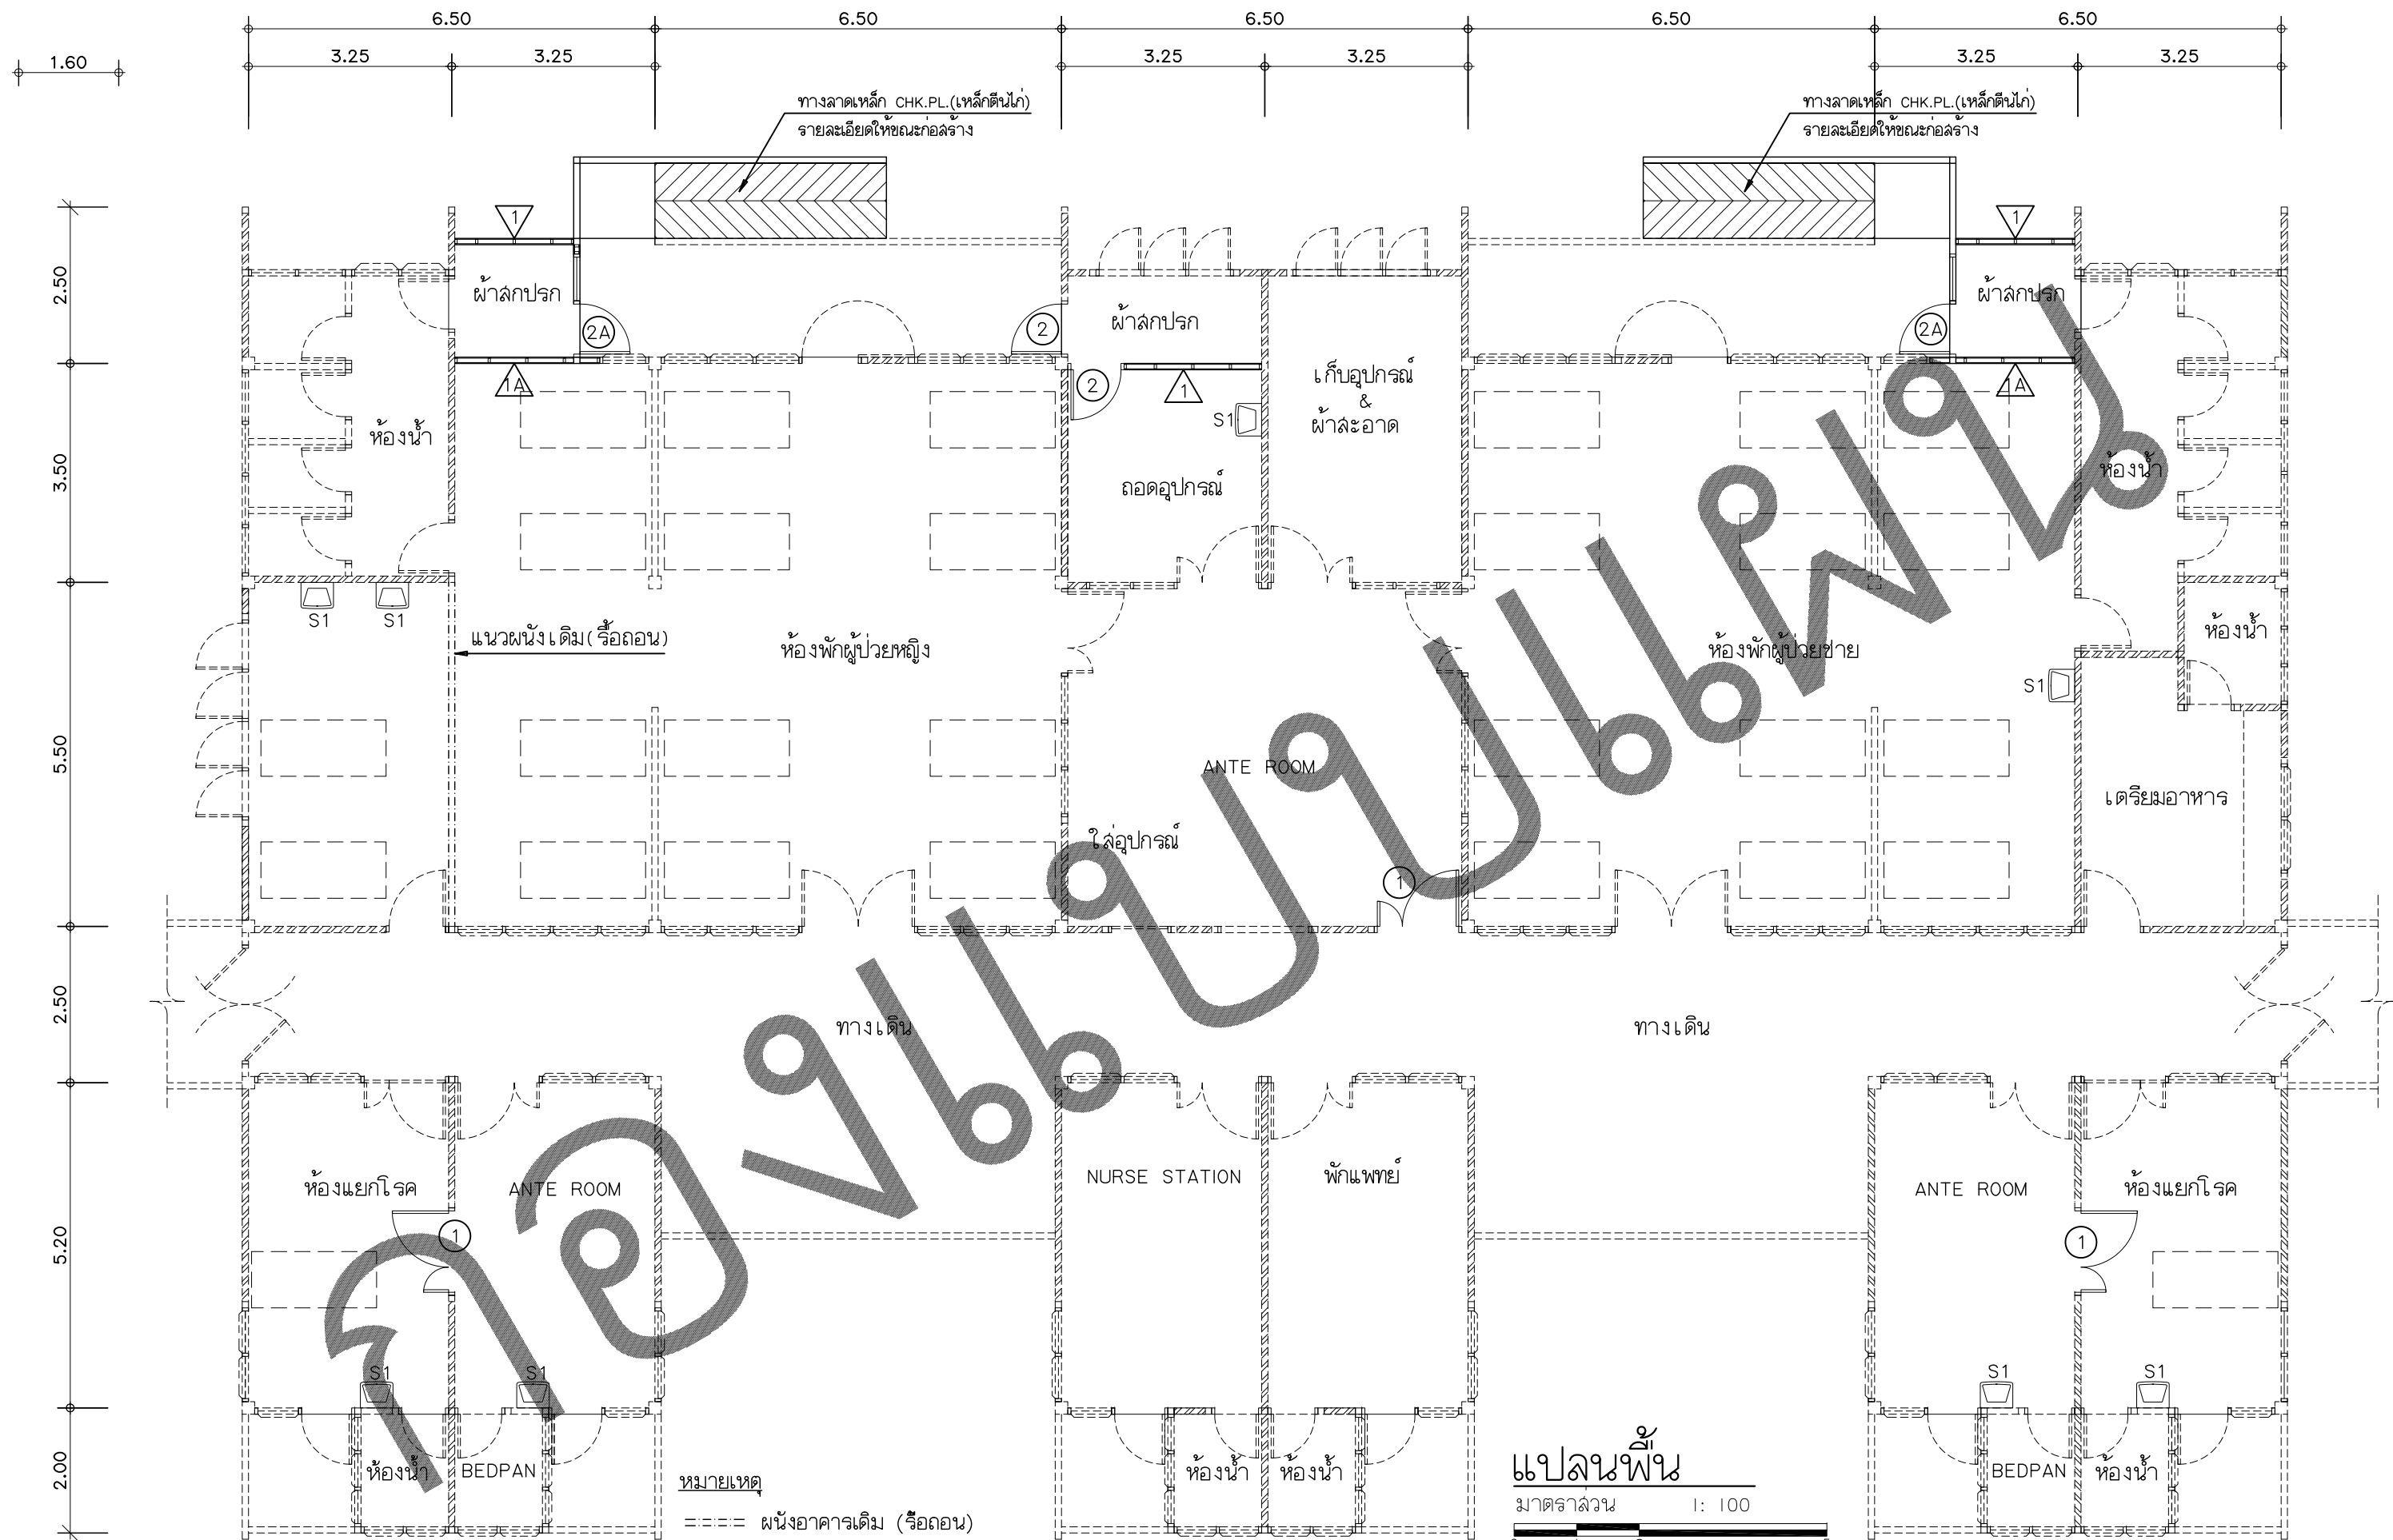 6.50 6.50 6.50 6.50 6.50
1.60 3.25 3.25 3.25 3.25 3.25 3.25
ทางลาดเหล็ก CHK.PL.(เหล็กตีนไก่)
รายละเอียดให้ขณะก่อสร้าง
ทางลาดเหล็ก CHK.PL.(เหล็กตีนไก่)
รายละเอียดให้ขณะก่อสร้าง
1 1
2.50 ผ้าสกปรก ผ้าสกปรก ผ้าสกปรก
2A 2 2A
1A 2 1 1A
เก็บอุปกรณ์
&
ผ้าสะอาด
S1
ห้องน้ำ
3.50 ห้องน้ำ
ถอดอุปกรณ์
S1 S1
แนวผนังเดิม(รื้อถอน) ห้องพักผู้ป่วยหญิง ห้องพักผู้ป่วยชาย ห้องน้ำ
S1
5.50 ANTE ROOM
เตรียมอาหาร
ใส่อุปกรณ์
1
2.50 ทางเดิน ทางเดิน
ห้องแยกโรค ANTE ROOM NURSE STATION พักแพทย์ ANTE ROOM ห้องแยกโรค
5.20 1 1
S1 S1 S1 S1
2.00 ห้องน้ำ BEDPAN ห้องน้ำ ห้องน้ำ BEDPAN ห้องน้ำ
หมายเหตุ
ผนังอาคารเดิม (รื้อถอน)
แปลนพื้น
มาตราส่วน 1: 100
กองแบบแผน